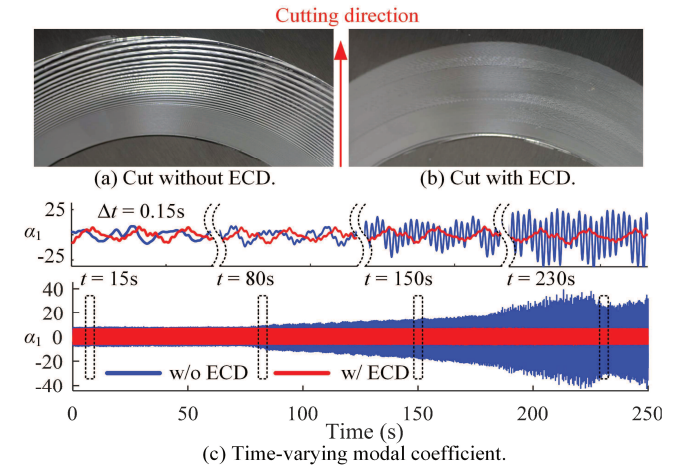 Cutting direction
(a) Cut without ECD.
(b) Cut with ECD.
25
Δt = 0.15s
α₁
-25
t = 15s
t = 80s
t = 150s
t = 230s
40
20
α₁ 0
-20
-40
w/o ECD
w/ ECD
0 50 100 150 200 250
Time (s)
(c) Time-varying modal coefficient.